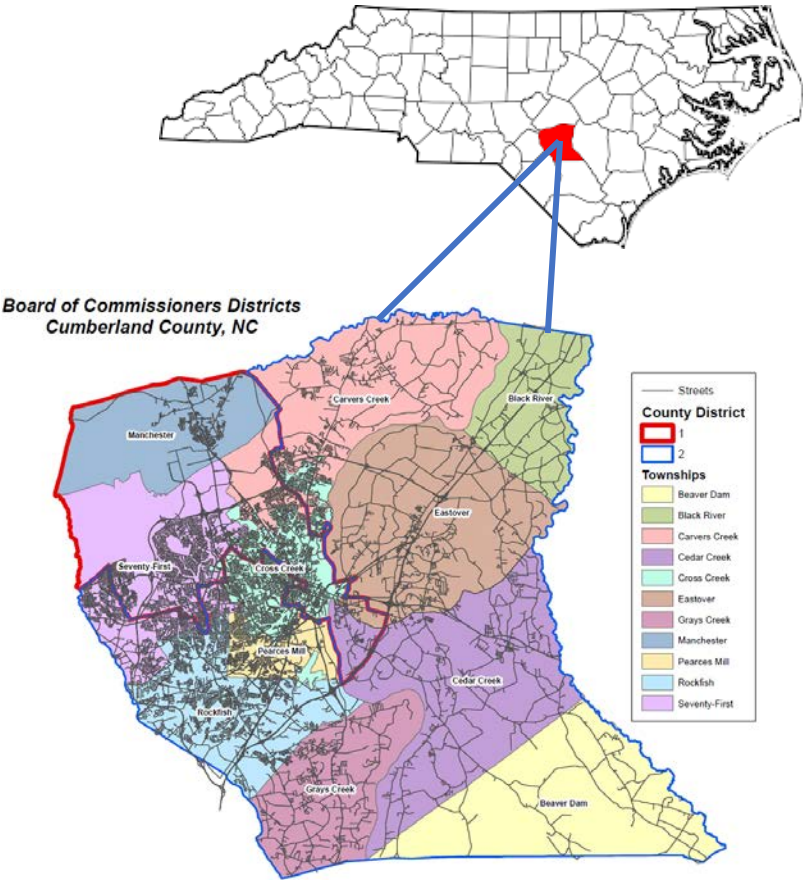 Board of Commissioners Districts
Cumberland County, NC
Carvers Creek
Black River
Manchester
Eastover
Seventy-First
Cross Creek
Pearces Mill
Cedar Creek
Rockfish
Grays Creek
Beaver Dam
Streets
County District
1
2
Townships
Beaver Dam
Black River
Carvers Creek
Cedar Creek
Cross Creek
Eastover
Grays Creek
Manchester
Pearces Mill
Rockfish
Seventy-First